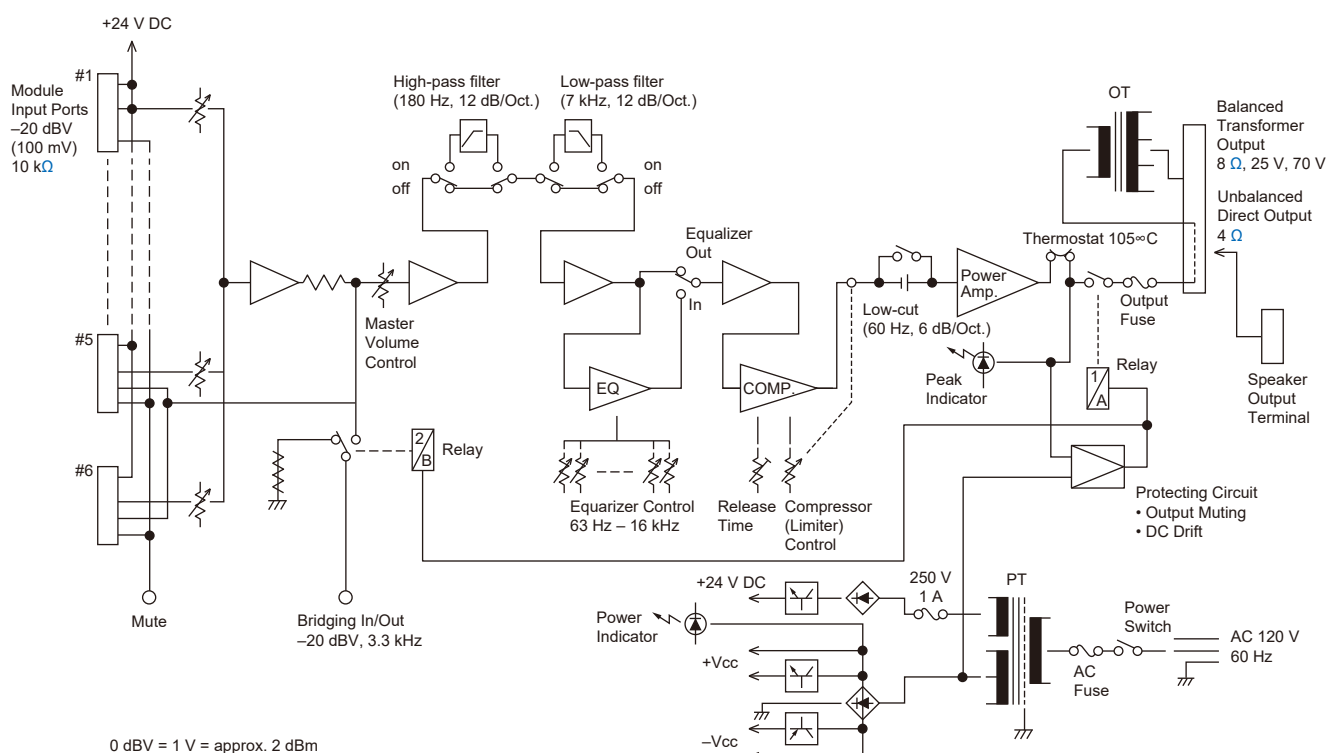 +24 V DC
#1
Module
Input Ports
–20 dBV
(100 mV)
10 kΩ
High-pass filter
(180 Hz, 12 dB/Oct.)
Low-pass filter
(7 kHz, 12 dB/Oct.)
on
off
on
off
OT
Balanced
Transformer
Output
8 Ω, 25 V, 70 V
Unbalanced
Direct Output
4 Ω
Equalizer
Out
In
Thermostat 105∞C
Power
Amp.
Output
Fuse
Low-cut
(60 Hz, 6 dB/Oct.)
Master
Volume
Control
#5
EQ
COMP.
Peak
Indicator
1
A
Relay
Speaker
Output
Terminal
2
B
Relay
#6
Equarizer Control
63 Hz – 16 kHz
Release
Time
Compressor
(Limiter)
Control
Protecting Circuit
• Output Muting
• DC Drift
Mute
Bridging In/Out
–20 dBV, 3.3 kHz
+24 V DC
250 V
1 A
PT
Power
Indicator
Power
Switch
AC 120 V
60 Hz
+Vcc
AC
Fuse
–Vcc
0 dBV = 1 V = approx. 2 dBm